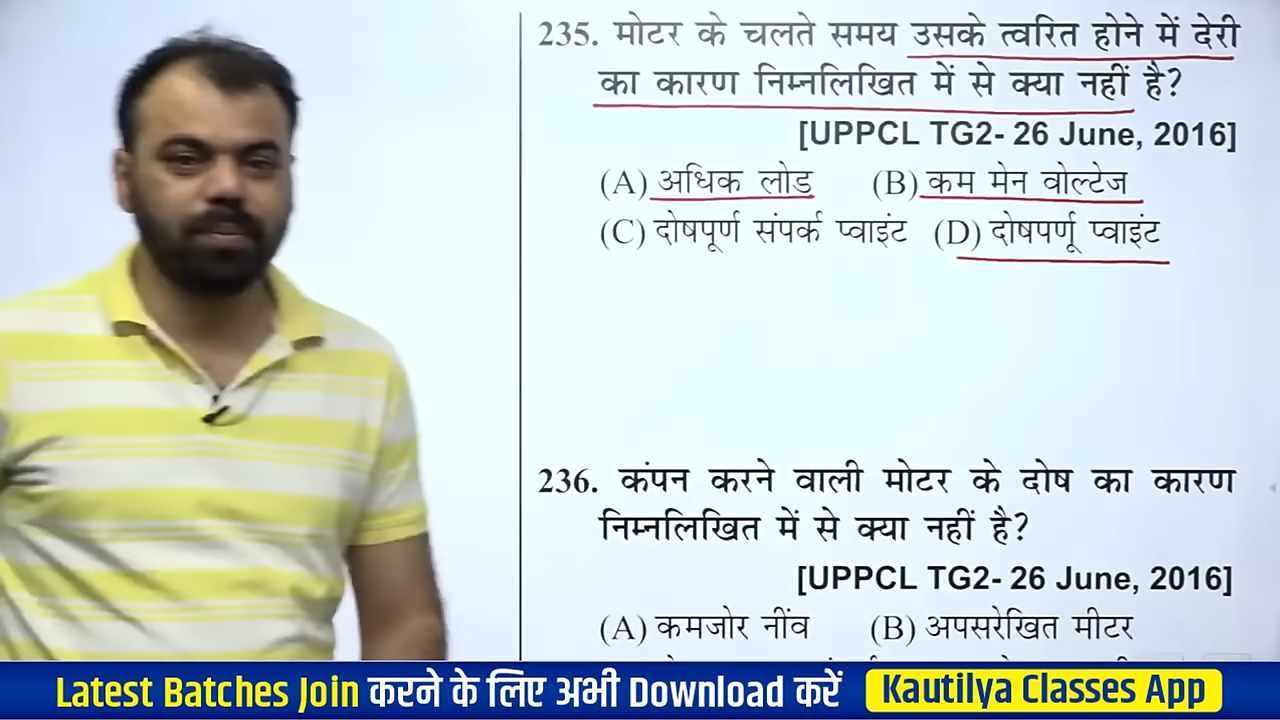 235. मोटर के चलते समय उसके त्वरित होने में देरी
का कारण निम्नलिखित में से क्या नहीं है?
[UPPCL TG2- 26 June, 2016]
(A) अधिक लोड (B) कम मेन वोल्टेज
(C) दोषपूर्ण संपर्क प्वाइंट (D) दोषपर्णू प्वाइंट
236. कंपन करने वाली मोटर के दोष का कारण
निम्नलिखित में से क्या नहीं है?
[UPPCL TG2- 26 June, 2016]
(A) कमजोर नींव (B) अपसरेखित मीटर
Latest Batches Join करने के लिए अभी Download करें Kautilya Classes App